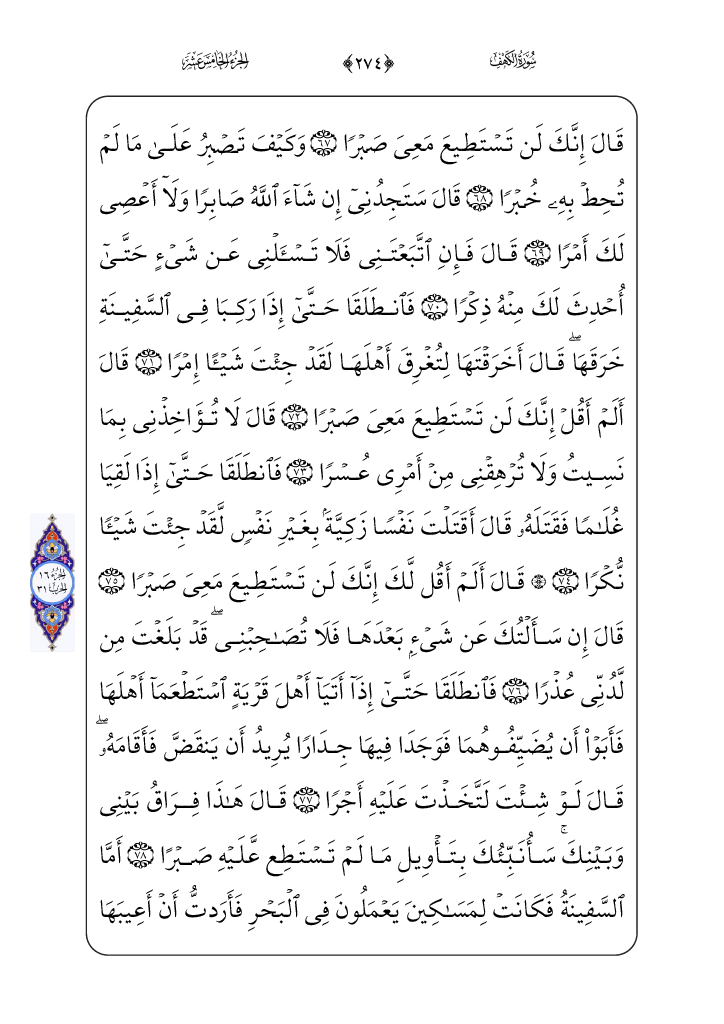 سُورَةُ الكَهْفِ
﴿٢٧٤﴾
الجُزْءُ الخَامِسَ عَشَرَ
قَالَ إِنَّكَ لَن تَسْتَطِيعَ مَعِىَ صَبْرًا ٦٧ وَكَيْفَ تَصْبِرُ عَلَىٰ مَا لَمْ
تُحِطْ بِهِۦ خُبْرًا ٦٨ قَالَ سَتَجِدُنِىٓ إِن شَآءَ ٱللَّهُ صَابِرًا وَلَآ أَعْصِى
لَكَ أَمْرًا ٦٩ قَالَ فَإِنِ ٱتَّبَعْتَنِى فَلَا تَسْـَٔلْنِى عَن شَىْءٍ حَتَّىٰٓ
أُحْدِثَ لَكَ مِنْهُ ذِكْرًا ٧٠ فَٱنطَلَقَا حَتَّىٰٓ إِذَا رَكِبَا فِى ٱلسَّفِينَةِ
خَرَقَهَا ۖ قَالَ أَخَرَقْتَهَا لِتُغْرِقَ أَهْلَهَا لَقَدْ جِئْتَ شَيْـًٔا إِمْرًا ٧١ قَالَ
أَلَمْ أَقُلْ إِنَّكَ لَن تَسْتَطِيعَ مَعِىَ صَبْرًا ٧٢ قَالَ لَا تُؤَاخِذْنِى بِمَا
نَسِيتُ وَلَا تُرْهِقْنِى مِنْ أَمْرِى عُسْرًا ٧٣ فَٱنطَلَقَا حَتَّىٰٓ إِذَا لَقِيَا
غُلَـٰمًا فَقَتَلَهُۥ قَالَ أَقَتَلْتَ نَفْسًا زَكِيَّةًۢ بِغَيْرِ نَفْسٍ لَّقَدْ جِئْتَ شَيْـًٔا
نُّكْرًا ٧٤ ۞ قَالَ أَلَمْ أَقُل لَّكَ إِنَّكَ لَن تَسْتَطِيعَ مَعِىَ صَبْرًا ٧٥
قَالَ إِن سَأَلْتُكَ عَن شَىْءٍۭ بَعْدَهَا فَلَا تُصَـٰحِبْنِى ۖ قَدْ بَلَغْتَ مِن
لَّدُنِّى عُذْرًا ٧٦ فَٱنطَلَقَا حَتَّىٰٓ إِذَآ أَتَيَآ أَهْلَ قَرْيَةٍ ٱسْتَطْعَمَآ أَهْلَهَا
فَأَبَوْا۟ أَن يُضَيِّفُوهُمَا فَوَجَدَا فِيهَا جِدَارًا يُرِيدُ أَن يَنقَضَّ فَأَقَامَهُۥ ۖ
قَالَ لَوْ شِئْتَ لَتَّخَذْتَ عَلَيْهِ أَجْرًا ٧٧ قَالَ هَـٰذَا فِرَاقُ بَيْنِى
وَبَيْنِكَ ۚ سَأُنَبِّئُكَ بِتَأْوِيلِ مَا لَمْ تَسْتَطِع عَّلَيْهِ صَبْرًا ٧٨ أَمَّا
ٱلسَّفِينَةُ فَكَانَتْ لِمَسَـٰكِينَ يَعْمَلُونَ فِى ٱلْبَحْرِ فَأَرَدتُّ أَنْ أَعِيبَهَا
الجزء ١٦
الحزب ٣١